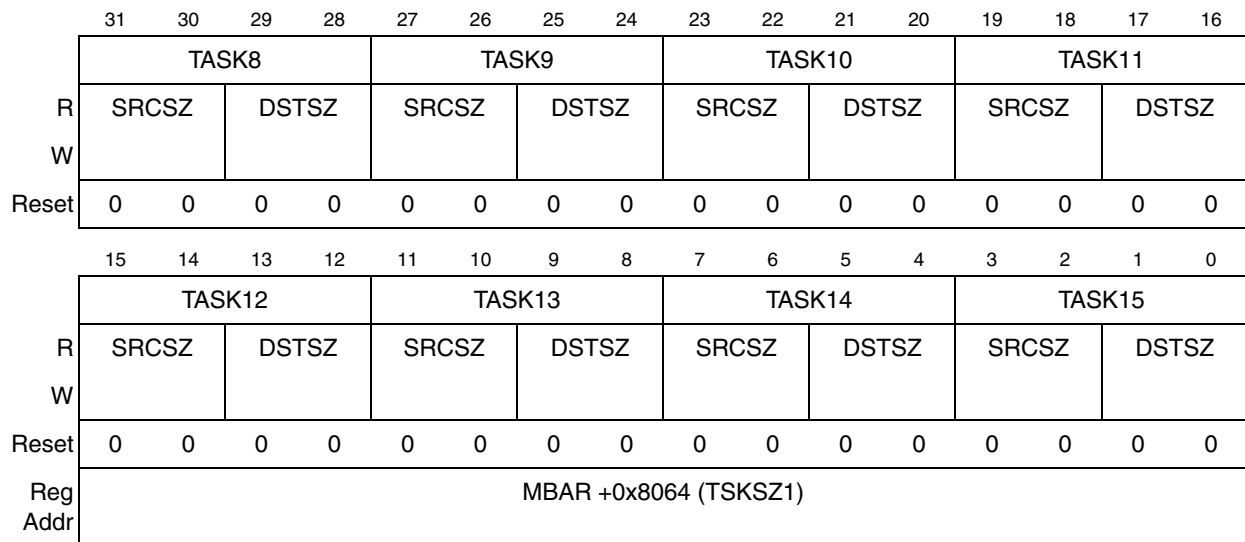 31 30 29 28 27 26 25 24 23 22 21 20 19 18 17 16
TASK8 TASK9 TASK10 TASK11
R SRCSZ DSTSZ SRCSZ DSTSZ SRCSZ DSTSZ SRCSZ DSTSZ
W
Reset 0 0 0 0 0 0 0 0 0 0 0 0 0 0 0 0
15 14 13 12 11 10 9 8 7 6 5 4 3 2 1 0
TASK12 TASK13 TASK14 TASK15
R SRCSZ DSTSZ SRCSZ DSTSZ SRCSZ DSTSZ SRCSZ DSTSZ
W
Reset 0 0 0 0 0 0 0 0 0 0 0 0 0 0 0 0
Reg MBAR +0x8064 (TSKSZ1)
Addr